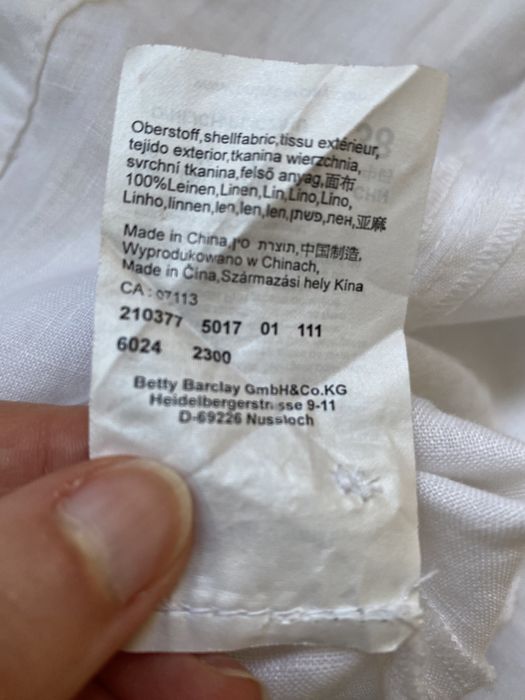 Oberstoff,shellfabric,tissu extérieur,
tejido exterior,tkanina wierzchnia,
svrchní tkanina,felső anyag,面布
100%Leinen,Linen,Lin,Lino,Lino,
Linho,linnen,len,len,len,פשתן,лен,亚麻
Made in China,תוצרת סין,中国制造,
Wyprodukowano w Chinach,
Made in Čína,Származási hely Kína
CA : 07113
210377 5017 01 111
6024 2300
Betty Barclay GmbH&Co.KG
Heidelbergerstrasse 9-11
D-69226 Nussloch